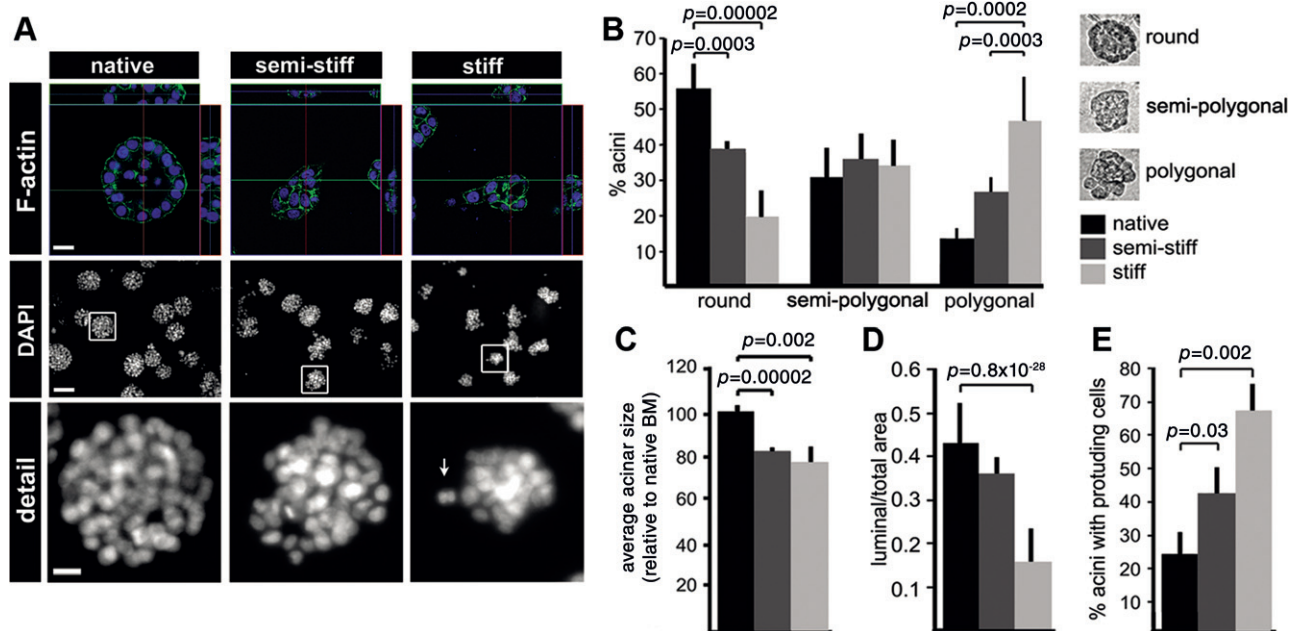 A
native
semi-stiff
stiff
F-actin
DAPI
detail
B
p=0.00002
p=0.0003
p=0.0002
p=0.0003
% acini
70
60
50
40
30
20
10
round
semi-polygonal
polygonal
round
semi-polygonal
polygonal
native
semi-stiff
stiff
C
p=0.002
p=0.00002
average acinar size
(relative to native BM)
120
100
80
60
40
20
D
p=0.8x10-28
luminal/total area
0.6
0.5
0.4
0.3
0.2
0.1
E
p=0.002
p=0.03
% acini with protuding cells
80
70
60
50
40
30
20
10